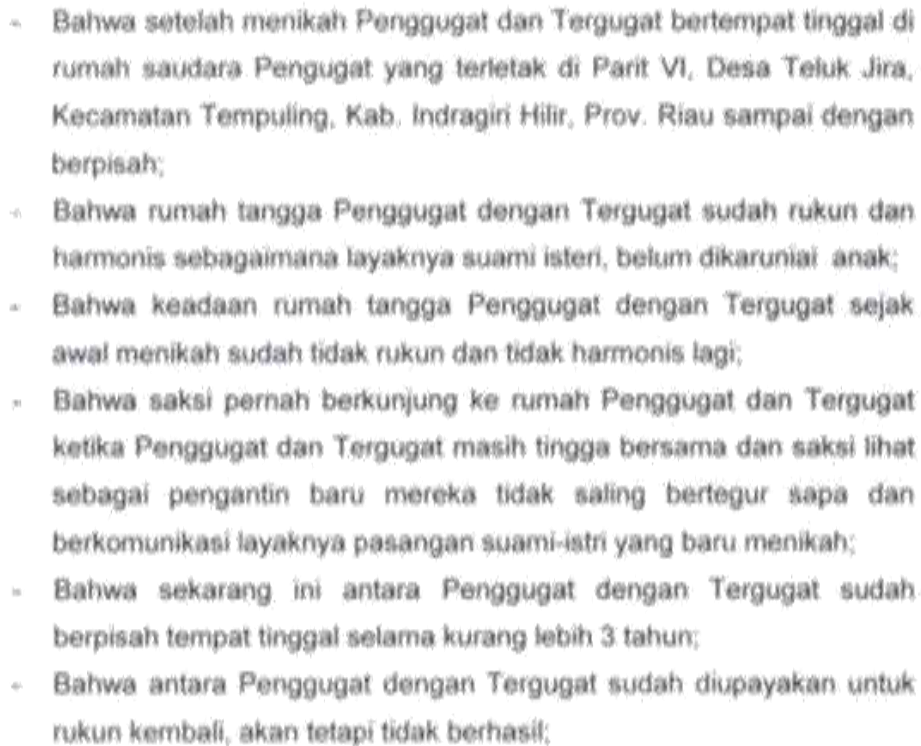 - Bahwa setelah menikah Penggugat dan Tergugat bertempat tinggal di
rumah saudara Pengugat yang terletak di Parit VI, Desa Teluk Jira,
Kecamatan Tempuling, Kab. Indragiri Hilir, Prov. Riau sampai dengan
berpisah;
- Bahwa rumah tangga Penggugat dengan Tergugat sudah rukun dan
harmonis sebagaimana layaknya suami isteri, belum dikaruniai anak;
- Bahwa keadaan rumah tangga Penggugat dengan Tergugat sejak
awal menikah sudah tidak rukun dan tidak harmonis lagi;
- Bahwa saksi pernah berkunjung ke rumah Penggugat dan Tergugat
ketika Penggugat dan Tergugat masih tingga bersama dan saksi lihat
sebagai pengantin baru mereka tidak saling bertegur sapa dan
berkomunikasi layaknya pasangan suami-istri yang baru menikah;
- Bahwa sekarang ini antara Penggugat dengan Tergugat sudah
berpisah tempat tinggal selama kurang lebih 3 tahun;
- Bahwa antara Penggugat dengan Tergugat sudah diupayakan untuk
rukun kembali, akan tetapi tidak berhasil;